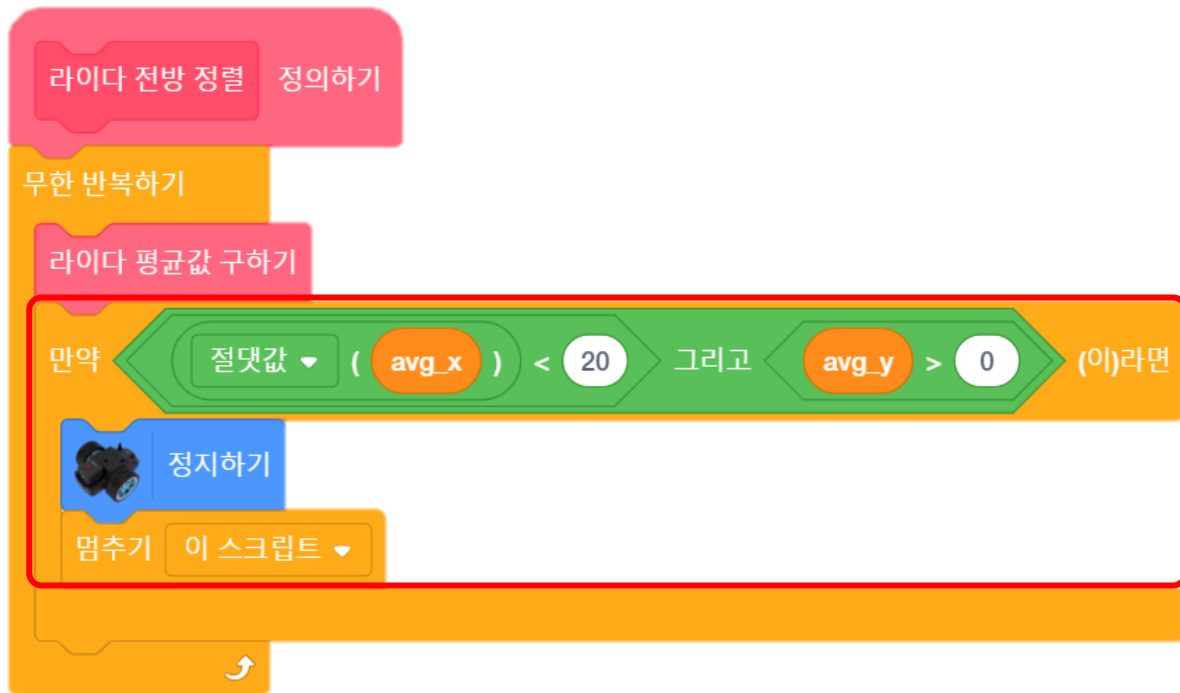 라이다 전방 정렬 정의하기
무한 반복하기
라이다 평균값 구하기
만약 절댓값 ( avg_x ) < 20 그리고 avg_y > 0 (이)라면
정지하기
멈추기 이 스크립트